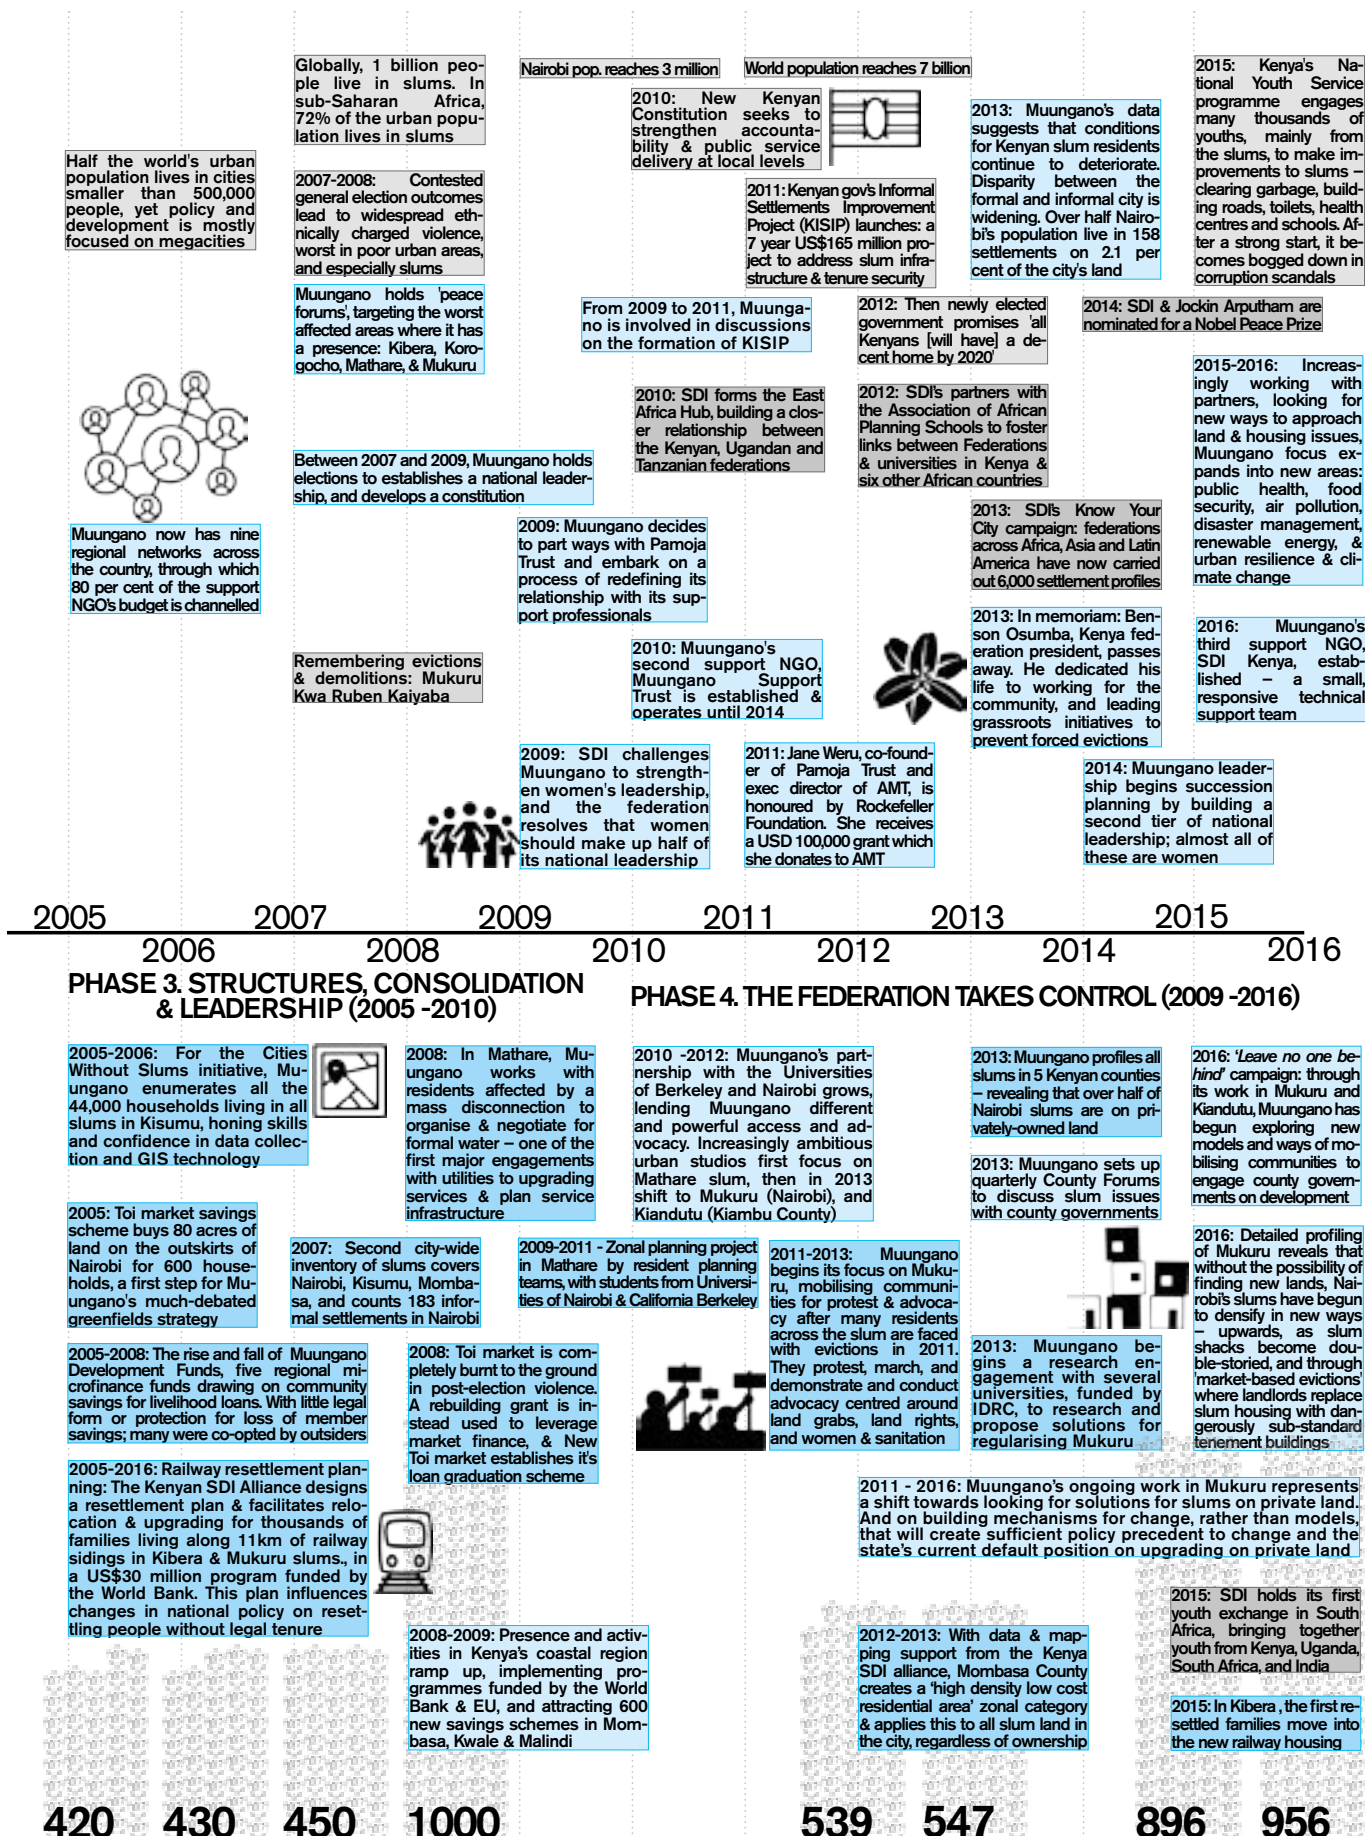 Half the world's urban
population lives in cities
smaller than 500,000
people, yet policy and
development is mostly
focused on megacities
Muungano now has nine
regional networks across
the country, through which
80 per cent of the support
NGO's budget is channelled
Globally, 1 billion peo-
ple live in slums. In
sub-Saharan Africa,
72% of the urban popu-
lation lives in slums
2007-2008: Contested
general election outcomes
lead to widespread eth-
nically charged violence,
worst in poor urban areas,
and especially slums
Muungano holds 'peace
forums', targeting the worst
affected areas where it has
a presence: Kibera, Koro-
gocho, Mathare, & Mukuru
Between 2007 and 2009, Muungano holds
elections to establishes a national leader-
ship, and develops a constitution
Remembering evictions
& demolitions: Mukuru
Kwa Ruben Kaiyaba
Nairobi pop. reaches 3 million
2009: Muungano decides
to part ways with Pamoja
Trust and embark on a
process of redefining its
relationship with its sup-
port professionals
2009: SDI challenges
Muungano to strength-
en women's leadership,
and the federation
resolves that women
should make up half of
its national leadership
2010: New Kenyan
Constitution seeks to
strengthen accounta-
bility & public service
delivery at local levels
From 2009 to 2011, Muunga-
no is involved in discussions
on the formation of KISIP
2010: SDI forms the East
Africa Hub, building a clos-
er relationship between
the Kenyan, Ugandan and
Tanzanian federations
2010: Muungano's
second support NGO,
Muungano Support
Trust is established &
operates until 2014
World population reaches 7 billion
2011: Kenyan gov's Informal
Settlements Improvement
Project (KISIP) launches: a
7 year US$165 million pro-
ject to address slum infra-
structure & tenure security
2011: Jane Weru, co-found-
er of Pamoja Trust and
exec director of AMT, is
honoured by Rockefeller
Foundation. She receives
a USD 100,000 grant which
she donates to AMT
2012: Then newly elected
government promises 'all
Kenyans [will have] a de-
cent home by 2020'
2012: SDI's partners with
the Association of African
Planning Schools to foster
links between Federations
& universities in Kenya &
six other African countries
2013: Muungano's data
suggests that conditions
for Kenyan slum residents
continue to deteriorate.
Disparity between the
formal and informal city is
widening. Over half Nairo-
bi's population live in 158
settlements on 2.1 per
cent of the city's land
2013: SDI's Know Your
City campaign: federations
across Africa, Asia and Latin
America have now carried
out 6,000 settlement profiles
2013: In memoriam: Ben-
son Osumba, Kenya fed-
eration president, passes
away. He dedicated his
life to working for the
community, and leading
grassroots initiatives to
prevent forced evictions
2014: SDI & Jockin Arputham are
nominated for a Nobel Peace Prize
2014: Muungano leader-
ship begins succession
planning by building a
second tier of national
leadership; almost all of
these are women
2015: Kenya's Na-
tional Youth Service
programme engages
many thousands of
youths, mainly from
the slums, to make im-
provements to slums –
clearing garbage, build-
ing roads, toilets, health
centres and schools. Af-
ter a strong start, it be-
comes bogged down in
corruption scandals
2015-2016: Increas-
ingly working with
partners, looking for
new ways to approach
land & housing issues,
Muungano focus ex-
pands into new areas:
public health, food
security, air pollution,
disaster management,
renewable energy, &
urban resilience & cli-
mate change
2016: Muungano's
third support NGO,
SDI Kenya, estab-
lished – a small,
responsive technical
support team
2005 2007 2009 2011 2013 2015
2006 2008 2010 2012 2014 2016
PHASE 3. STRUCTURES, CONSOLIDATION
& LEADERSHIP (2005 -2010)
PHASE 4. THE FEDERATION TAKES CONTROL (2009 -2016)
2005-2006: For the Cities
Without Slums initiative, Mu-
ungano enumerates all the
44,000 households living in all
slums in Kisumu, honing skills
and confidence in data collec-
tion and GIS technology
2005: Toi market savings
scheme buys 80 acres of
land on the outskirts of
Nairobi for 600 house-
holds, a first step for Mu-
ungano's much-debated
greenfields strategy
2007: Second city-wide
inventory of slums covers
Nairobi, Kisumu, Momba-
sa, and counts 183 infor-
mal settlements in Nairobi
2005-2008: The rise and fall of Muungano
Development Funds, five regional mi-
crofinance funds drawing on community
savings for livelihood loans. With little legal
form or protection for loss of member
savings; many were co-opted by outsiders
2005-2016: Railway resettlement plan-
ning: The Kenyan SDI Alliance designs
a resettlement plan & facilitates relo-
cation & upgrading for thousands of
families living along 11km of railway
sidings in Kibera & Mukuru slums., in
a US$30 million program funded by
the World Bank. This plan influences
changes in national policy on reset-
tling people without legal tenure
2008: In Mathare, Mu-
ungano works with
residents affected by a
mass disconnection to
organise & negotiate for
formal water – one of the
first major engagements
with utilities to upgrading
services & plan service
infrastructure
2008: Toi market is com-
pletely burnt to the ground
in post-election violence.
A rebuilding grant is in-
stead used to leverage
market finance, & New
Toi market establishes it's
loan graduation scheme
2008-2009: Presence and activ-
ities in Kenya's coastal region
ramp up, implementing pro-
grammes funded by the World
Bank & EU, and attracting 600
new savings schemes in Mom-
basa, Kwale & Malindi
2009-2011 - Zonal planning project
in Mathare by resident planning
teams, with students from Universi-
ties of Nairobi & California Berkeley
2010 -2012: Muungano's part-
nership with the Universities
of Berkeley and Nairobi grows,
lending Muungano different
and powerful access and ad-
vocacy. Increasingly ambitious
urban studios first focus on
Mathare slum, then in 2013
shift to Mukuru (Nairobi), and
Kiandutu (Kiambu County)
2011-2013: Muungano
begins its focus on Muku-
ru, mobilising communi-
ties for protest & advoca-
cy after many residents
across the slum are faced
with evictions in 2011.
They protest, march, and
demonstrate and conduct
advocacy centred around
land grabs, land rights,
and women & sanitation
2013: Muungano profiles all
slums in 5 Kenyan counties
– revealing that over half of
Nairobi slums are on pri-
vately-owned land
2013: Muungano sets up
quarterly County Forums
to discuss slum issues
with county governments
2013: Muungano be-
gins a research en-
gagement with several
universities, funded by
IDRC, to research and
propose solutions for
regularising Mukuru
2016: 'Leave no one be-
hind' campaign: through
its work in Mukuru and
Kiandutu, Muungano has
begun exploring new
models and ways of mo-
bilising communities to
engage county govern-
ments on development
2016: Detailed profiling
of Mukuru reveals that
without the possibility of
finding new lands, Nai-
robi's slums have begun
to densify in new ways
– upwards, as slum
shacks become dou-
ble-storied, and through
'market-based evictions'
where landlords replace
slum housing with dan-
gerously sub-standard
tenement buildings
2011 - 2016: Muungano's ongoing work in Mukuru represents
a shift towards looking for solutions for slums on private land.
And on building mechanisms for change, rather than models,
that will create sufficient policy precedent to change and the
state's current default position on upgrading on private land
2012-2013: With data & map-
ping support from the Kenya
SDI alliance, Mombasa County
creates a 'high density low cost
residential area' zonal category
& applies this to all slum land in
the city, regardless of ownership
2015: SDI holds its first
youth exchange in South
Africa, bringing together
youth from Kenya, Uganda,
South Africa, and India
2015: In Kibera , the first re-
settled families move into
the new railway housing
420 430 450 1000 539 547 896 956